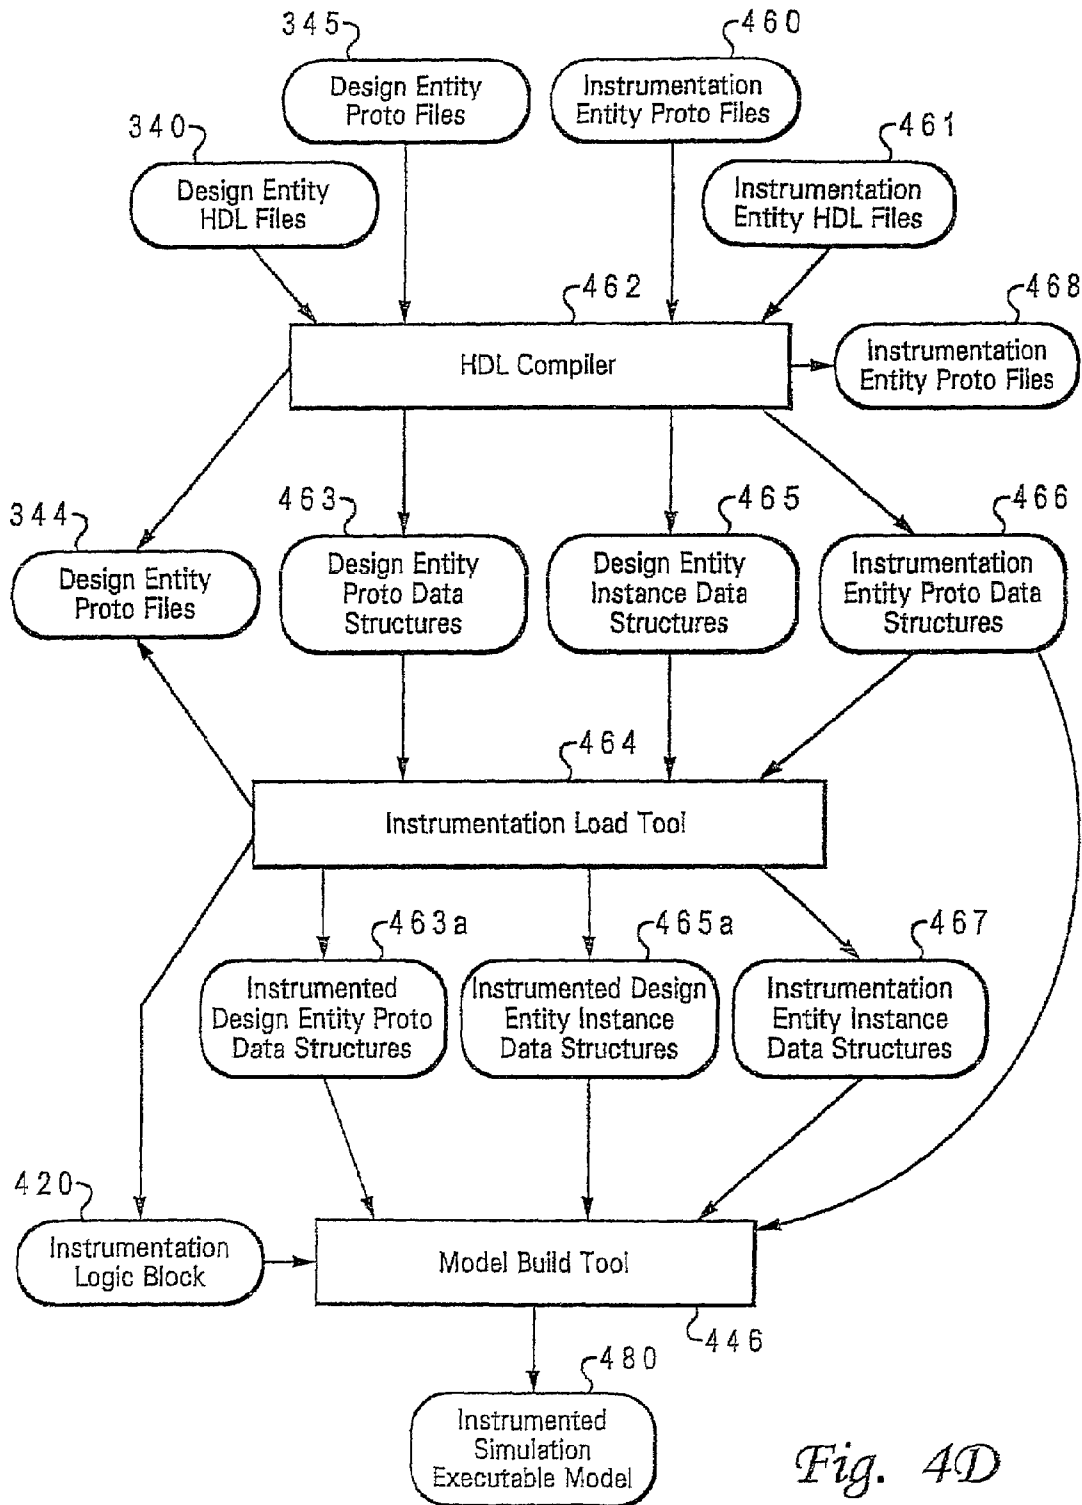 345
460
Design Entity
Proto Files
Instrumentation
Entity Proto Files
340
461
Design Entity
HDL Files
Instrumentation
Entity HDL Files
462
468
HDL Compiler
Instrumentation
Entity Proto Files
344
463
465
466
Design Entity
Proto Files
Design Entity
Proto Data
Structures
Design Entity
Instance Data
Structures
Instrumentation
Entity Proto Data
Structures
464
Instrumentation Load Tool
463a
465a
467
Instrumented
Design Entity Proto
Data Structures
Instrumented Design
Entity Instance
Data Structures
Instrumentation
Entity Instance
Data Structures
420
Instrumentation
Logic Block
Model Build Tool
446
480
Instrumented
Simulation
Executable Model
Fig. 4D